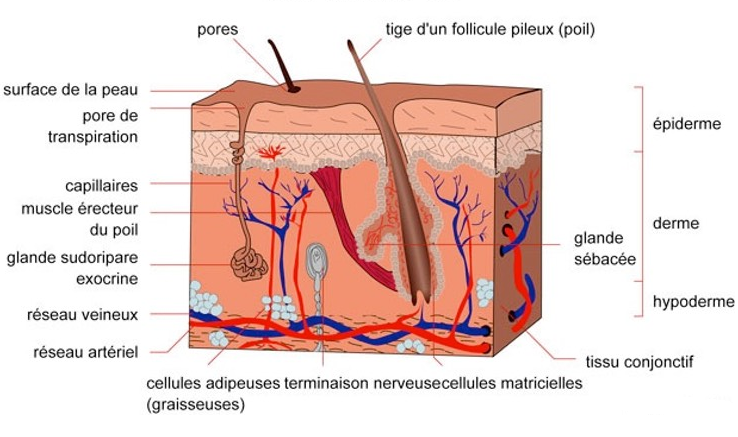 pores
tige d'un follicule pileux (poil)
surface de la peau
pore de
transpiration
épiderme
capillaires
muscle érecteur
du poil
derme
glande
sébacée
glande sudoripare
exocrine
hypoderme
réseau veineux
réseau artériel
tissu conjonctif
cellules adipeuses
(graisseuses)
terminaison nerveuse
cellules matricielles